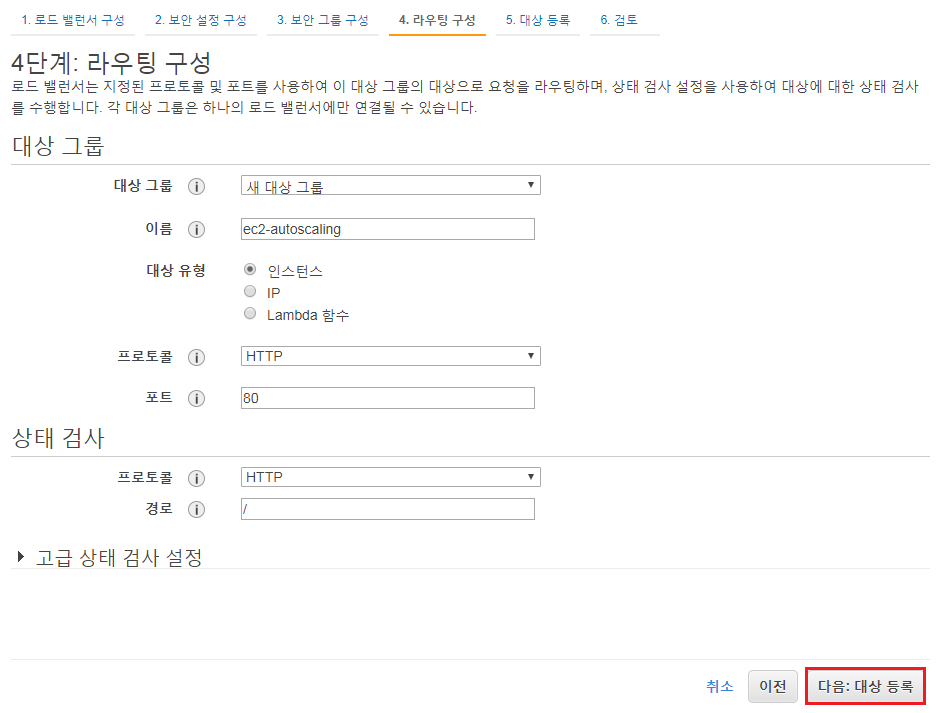 1. 로드 밸런서 구성 2. 보안 설정 구성 3. 보안 그룹 구성 4. 라우팅 구성 5. 대상 등록 6. 검토
4단계: 라우팅 구성
로드 밸런서는 지정된 프로토콜 및 포트를 사용하여 이 대상 그룹의 대상으로 요청을 라우팅하며, 상태 검사 설정을 사용하여 대상에 대한 상태 검사
를 수행합니다. 각 대상 그룹은 하나의 로드 밸런서에만 연결될 수 있습니다.
대상 그룹
대상 그룹 i 새 대상 그룹
이름 i ec2-autoscaling
대상 유형 인스턴스
IP
Lambda 함수
프로토콜 i HTTP
포트 i 80
상태 검사
프로토콜 i HTTP
경로 i /
고급 상태 검사 설정
취소 이전 다음: 대상 등록